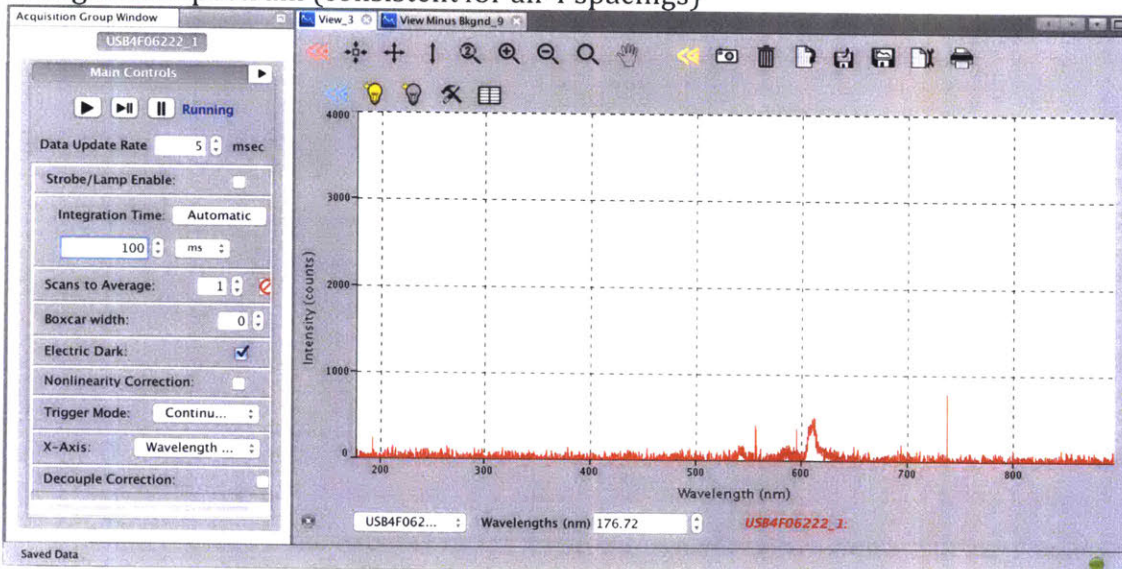 Acquisition Group Window
View_3
View Minus Bkgnd_9
USB4F06222_1
Main Controls
Running
Data Update Rate 5 msec
Strobe/Lamp Enable:
Integration Time: Automatic
100 ms
Scans to Average: 1
Boxcar width: 0
Electric Dark:
Nonlinearity Correction:
Trigger Mode: Continu...
X-Axis: Wavelength ...
Decouple Correction:
Intensity (counts)
4000
3000
2000
1000
0
200 300 400 500 600 700 800
Wavelength (nm)
USB4F062... Wavelengths (nm) 176.72 USB4F06222_1:
Saved Data